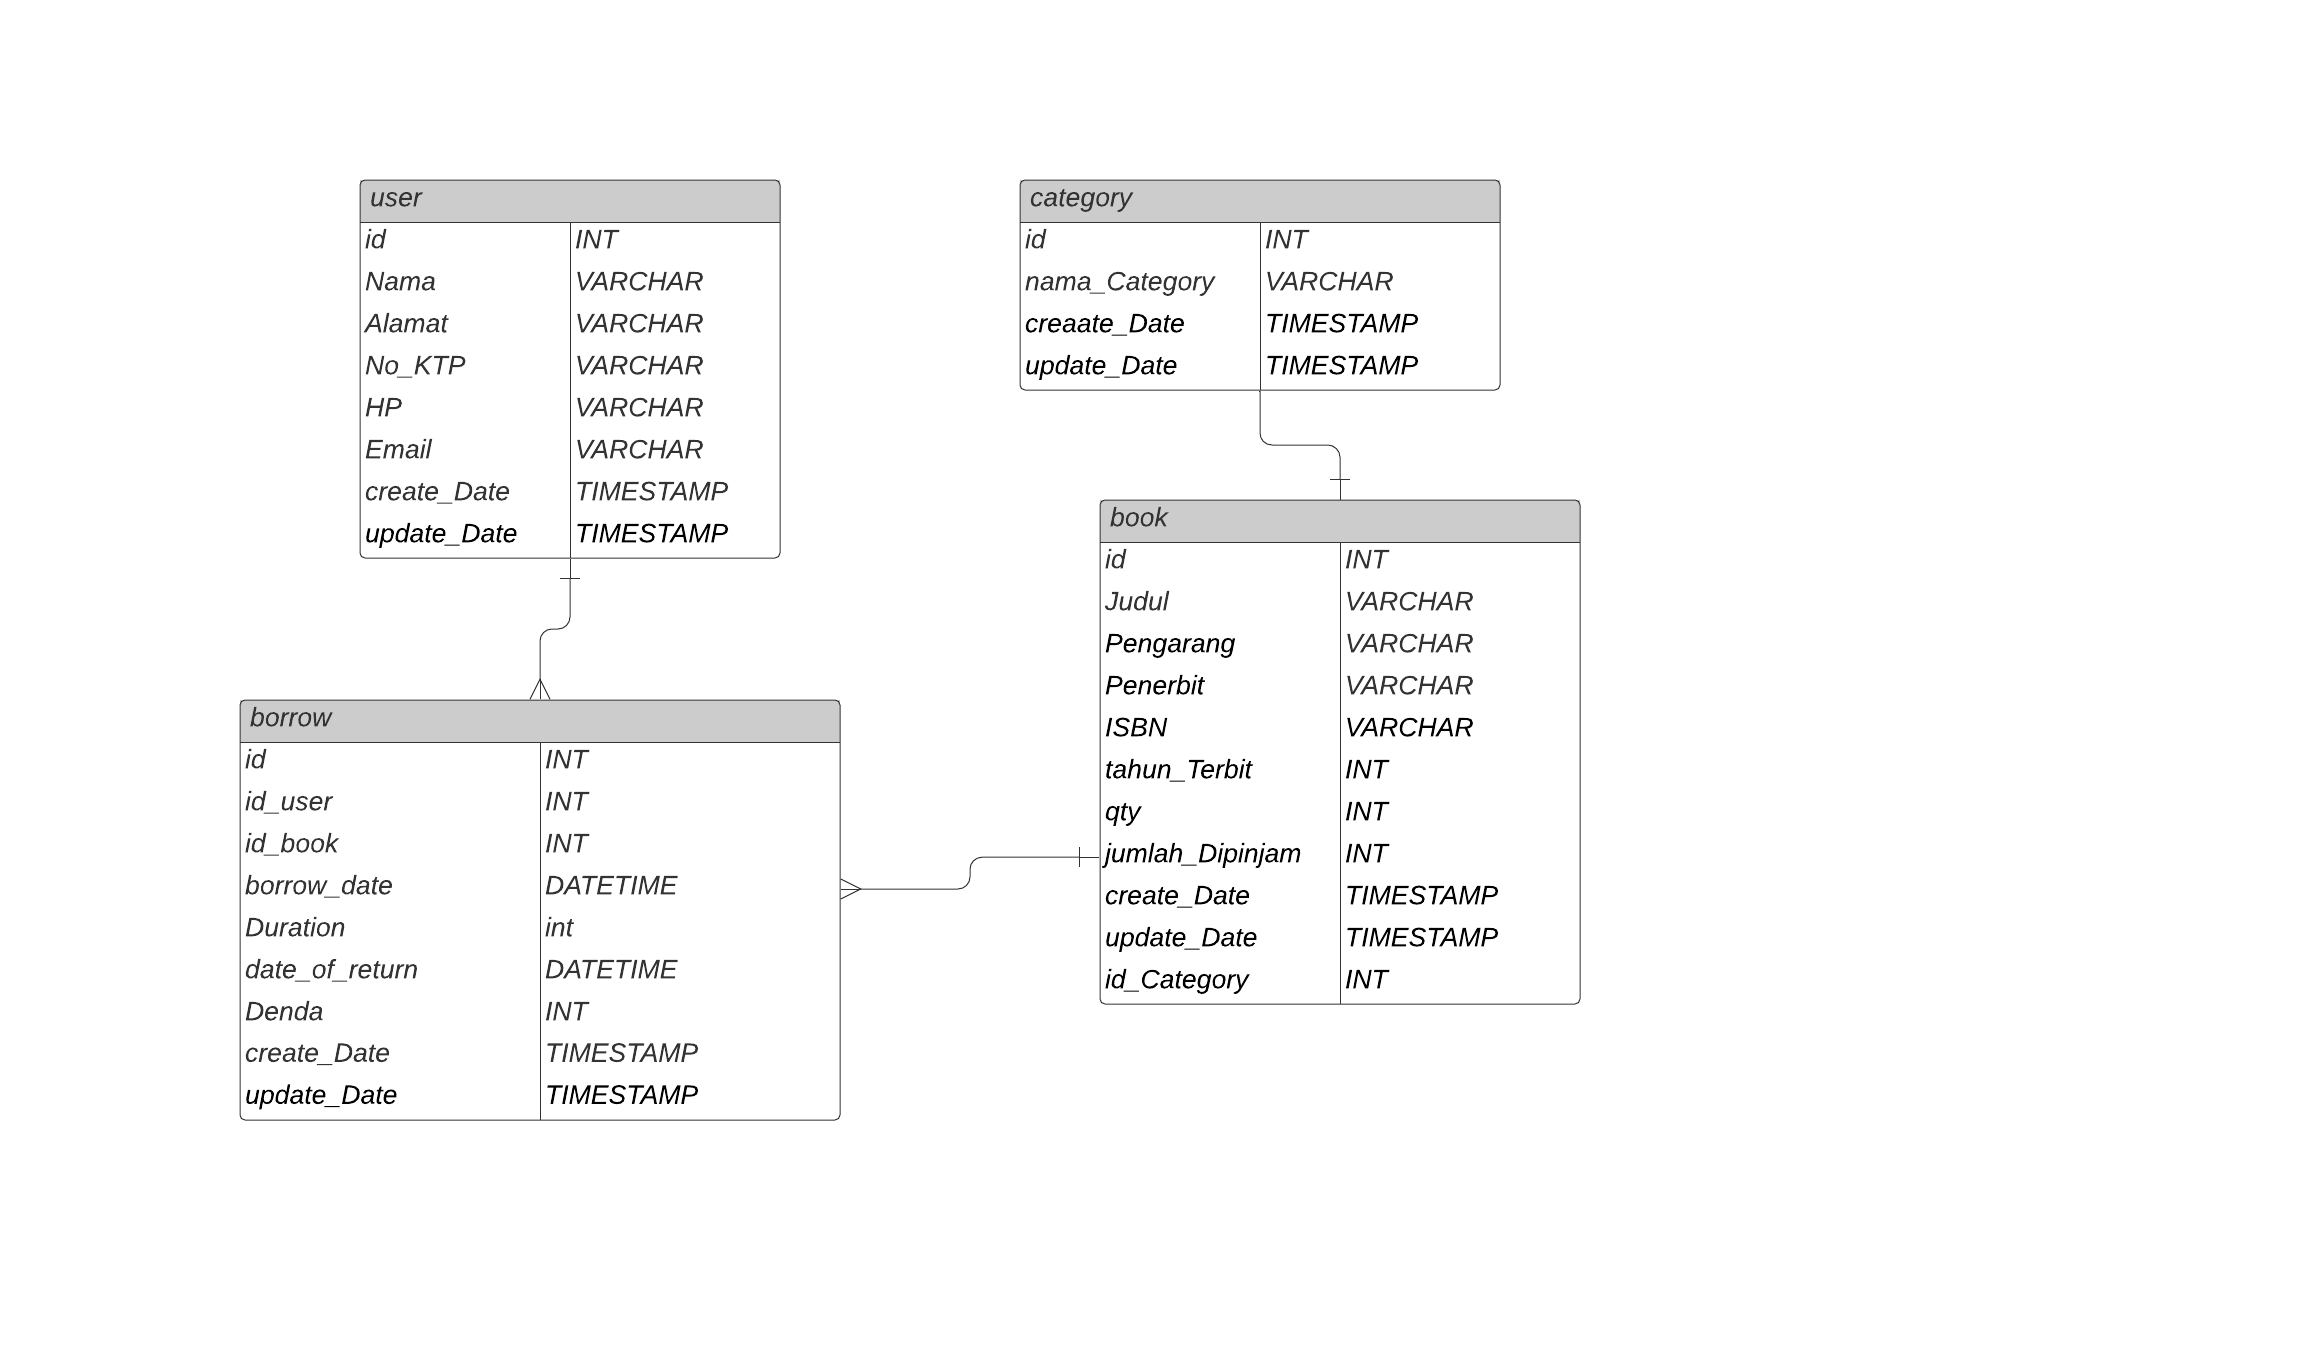 user
id INT
Nama VARCHAR
Alamat VARCHAR
No_KTP VARCHAR
HP VARCHAR
Email VARCHAR
create_Date TIMESTAMP
update_Date TIMESTAMP
category
id INT
nama_Category VARCHAR
creaate_Date TIMESTAMP
update_Date TIMESTAMP
borrow
id INT
id_user INT
id_book INT
borrow_date DATETIME
Duration int
date_of_return DATETIME
Denda INT
create_Date TIMESTAMP
update_Date TIMESTAMP
book
id INT
Judul VARCHAR
Pengarang VARCHAR
Penerbit VARCHAR
ISBN VARCHAR
tahun_Terbit INT
qty INT
jumlah_Dipinjam INT
create_Date TIMESTAMP
update_Date TIMESTAMP
id_Category INT